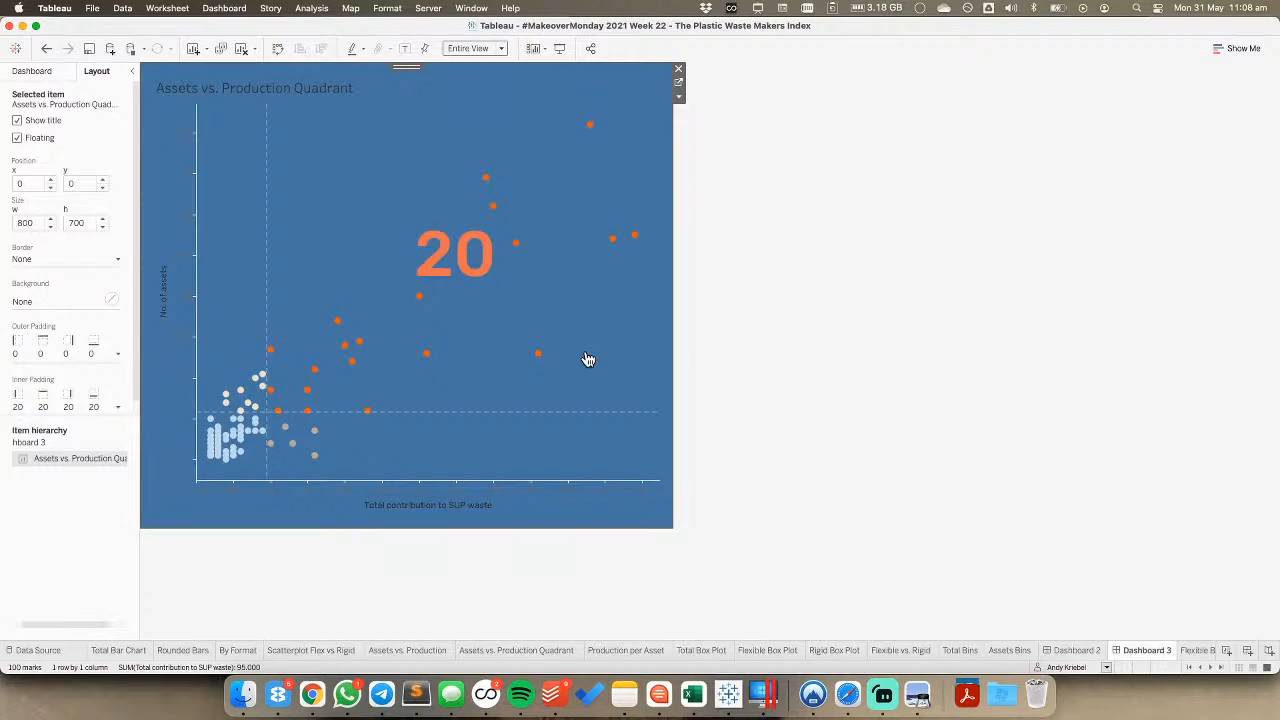 Tableau File Data Worksheet Dashboard Story Analysis Map Format Server Window Help 3.18 GB Mon 31 May 11:08 am
Tableau - #MakeoverMonday 2021 Week 22 - The Plastic Waste Makers Index
Entire View Show Me
Dashboard Layout
Selected item
Assets vs. Production Quad...
Show title
Floating
Position
x y
0 0
Size
w h
800 700
Border
None
Background
None
Outer Padding
0 0 0 0
Inner Padding
20 20 20 20
Item hierarchy
hboard 3
Assets vs. Production Qua
Assets vs. Production Quadrant
20
No. of assets
Total contribution to SUP waste
Data Source Total Bar Chart Rounded Bars By Format Scatterplot Flex vs Rigid Assets vs. Production Assets vs. Production Quadrant Production per Asset Total Box Plot Flexible Box Plot Rigid Box Plot Flexible vs. Rigid Total Bins Assets Bins Dashboard 2 Dashboard 3 Flexible B
100 marks 1 row by 1 column SUM(Total contribution to SUP waste): 95.000 Andy Kriebel